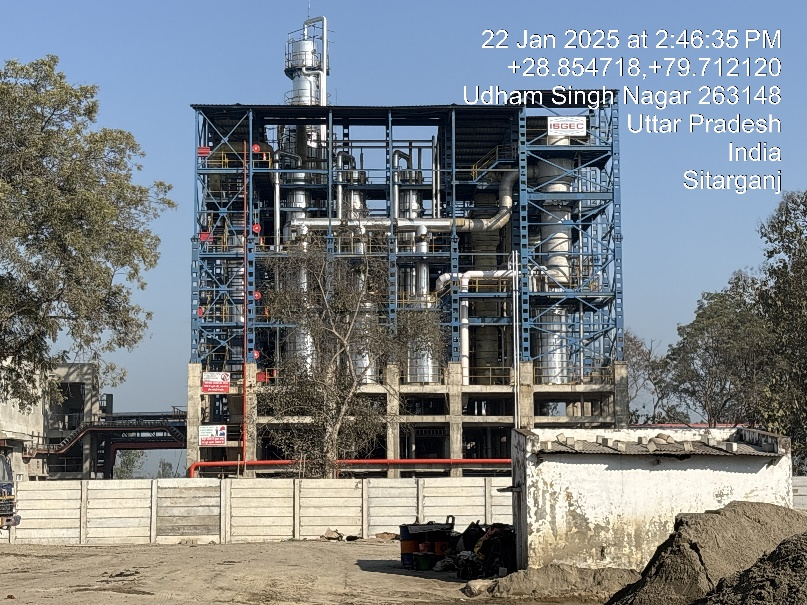 22 Jan 2025 at 2:46:35 PM
+28.854718,+79.712120
Udham Singh Nagar 263148
Uttar Pradesh
India
Sitarganj
ISGEC